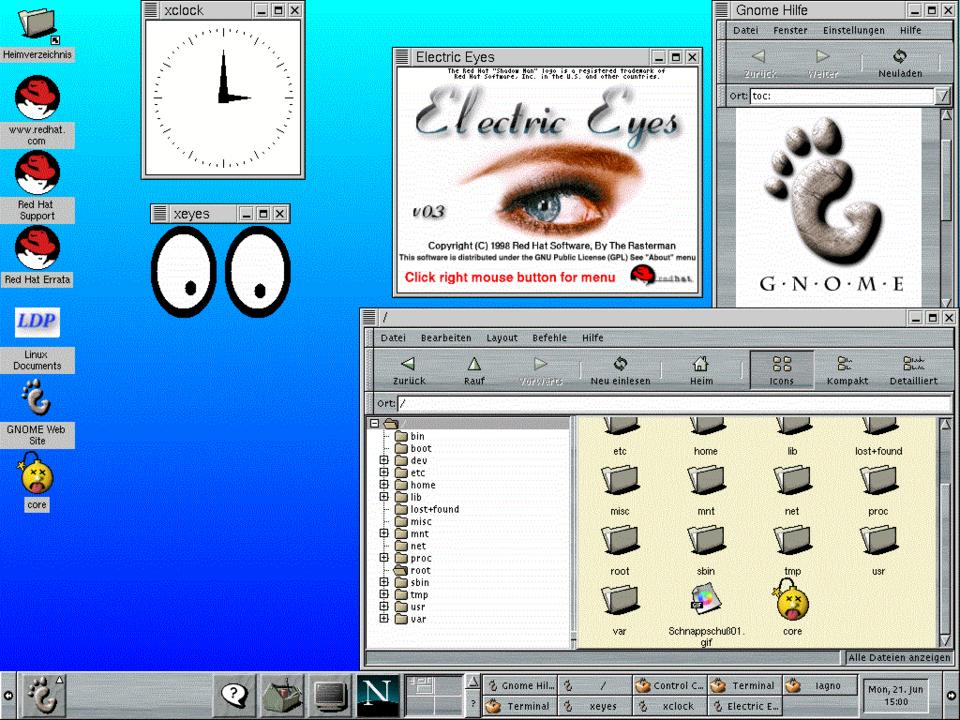 Heimverzeichnis
www.redhat.
com
Red Hat
Support
Red Hat Errata
LDP
Linux
Documents
GNOME Web
Site
core
xclock
xeyes
Electric Eyes
The Red Hat "Shadow Man" logo is a registered trademark of
Red Hat Software, Inc. in the U.S. and other countries.
Electric Eyes
v0.3
Copyright (C) 1998 Red Hat Software, By The Rasterman
This software is distributed under the GNU Public License (GPL) See "About" menu
Click right mouse button for menu
redhat.
Gnome Hilfe
Datei Fenster Einstellungen Hilfe
Zurück Weiter Neuladen
Ort: toc:
G·N·O·M·E
/
Datei Bearbeiten Layout Befehle Hilfe
Zurück Rauf Vorwärts Neu einlesen Heim Icons Kompakt Detailliert
Ort: /
/
bin
boot
dev
etc
home
lib
lost+found
misc
mnt
net
proc
root
sbin
tmp
usr
var
etc home lib lost+found
misc mnt net proc
root sbin tmp usr
var Schnappschuß01. core
gif
GIF
Alle Dateien anzeigen
?
N
?
Gnome Hil... / Control C... Terminal Iagno
Terminal xeyes xclock Electric E...
Mon, 21. Jun
15:00